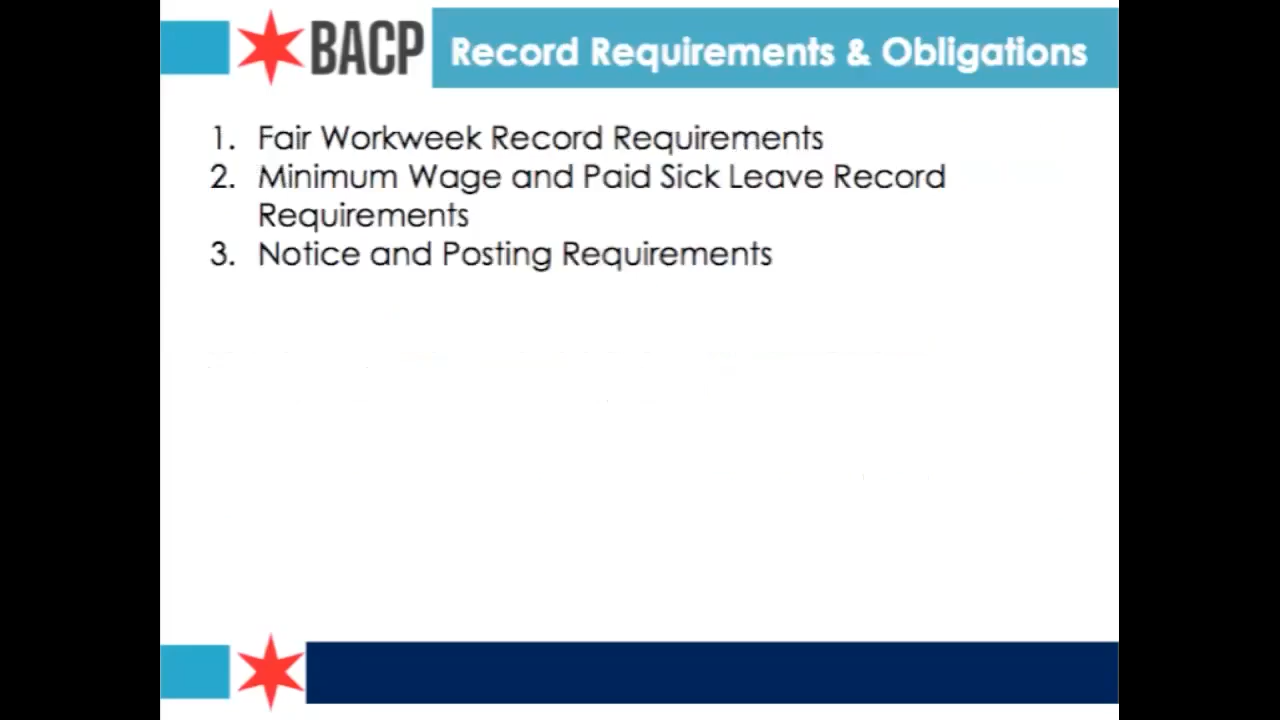 BACP
Record Requirements & Obligations
1. Fair Workweek Record Requirements
2. Minimum Wage and Paid Sick Leave Record
Requirements
3. Notice and Posting Requirements